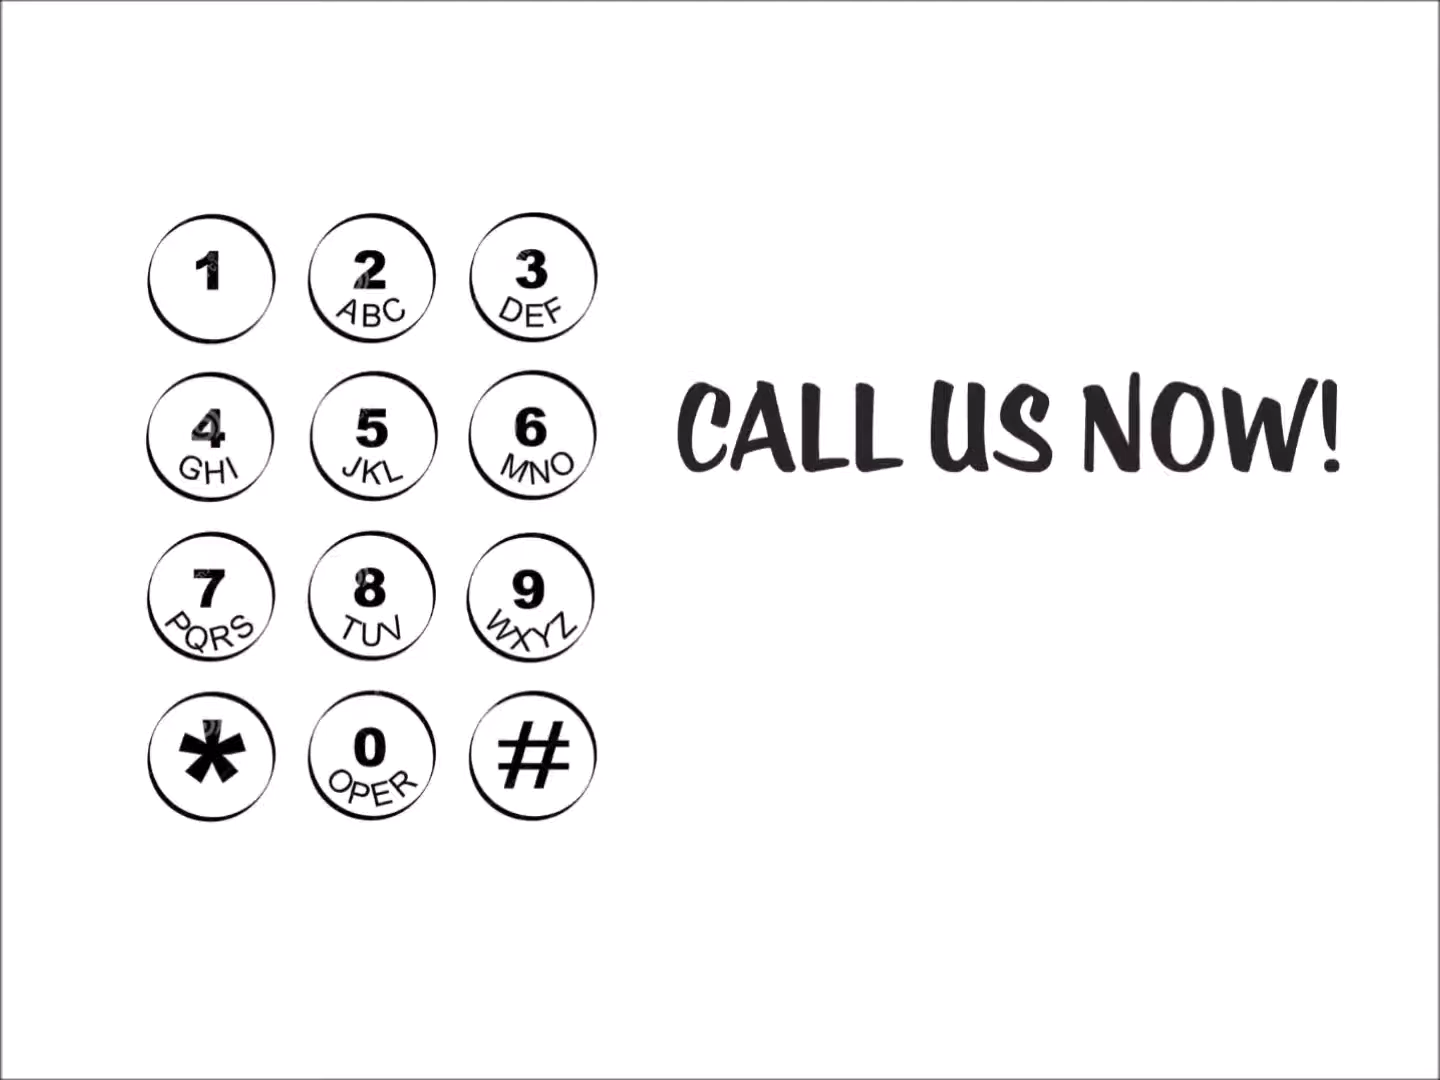 1 2 3
ABC DEF
4 5 6
GHI JKL MNO
7 8 9
PQRS TUV WXYZ
* 0 #
OPER
CALL US NOW!